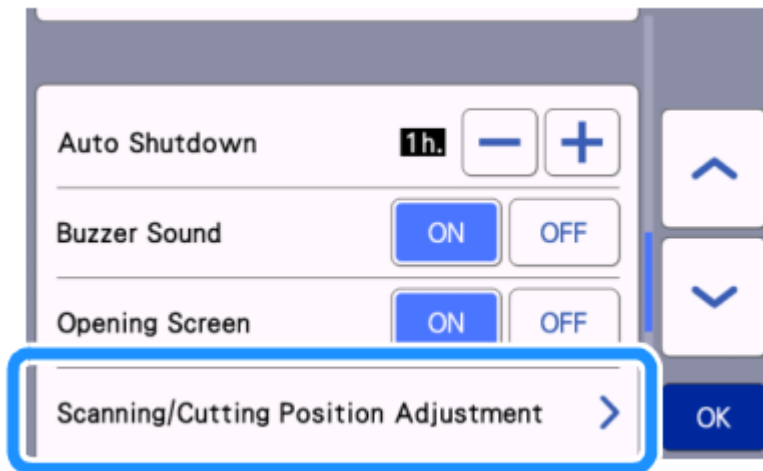 Auto Shutdown 1h. − +
Buzzer Sound ON OFF
Opening Screen ON OFF
Scanning/Cutting Position Adjustment >
OK